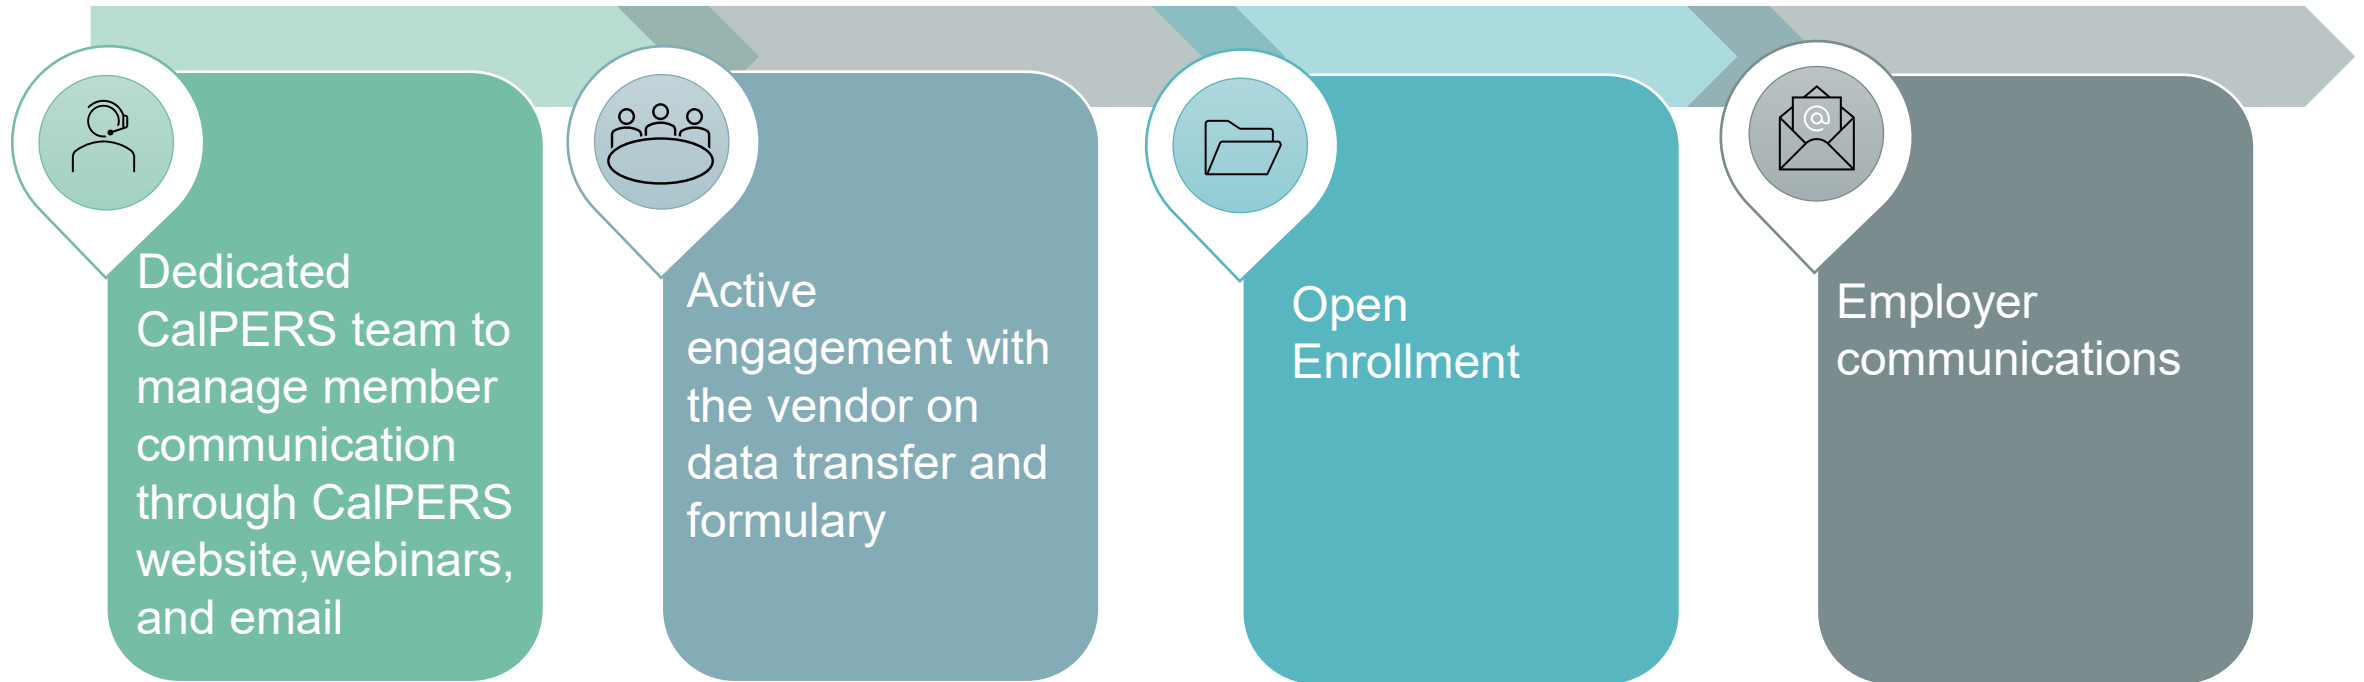 Dedicated
CalPERS team to
manage member
communication
through CalPERS
website,webinars,
and email
Active
engagement with
the vendor on
data transfer and
formulary
Open
Enrollment
@
Employer
communications